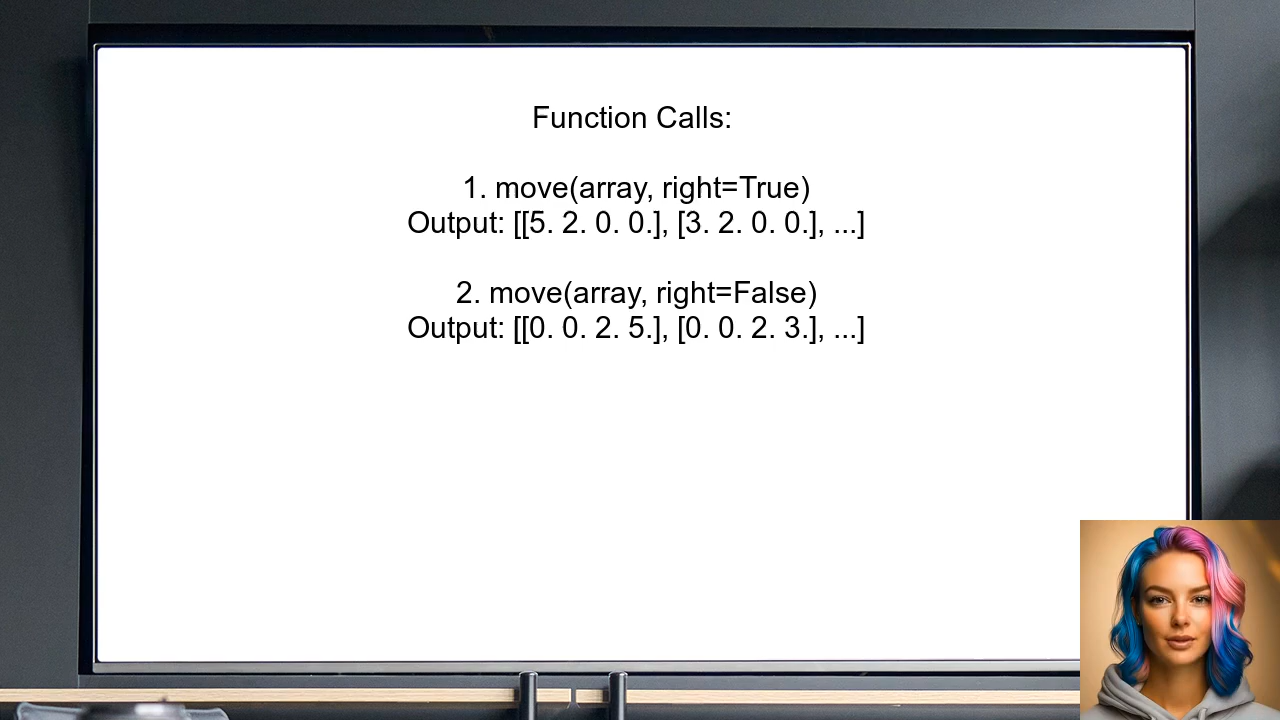 Function Calls:
1. move(array, right=True)
Output: [[5. 2. 0. 0.], [3. 2. 0. 0.], ...]
2. move(array, right=False)
Output: [[0. 0. 2. 5.], [0. 0. 2. 3.], ...]